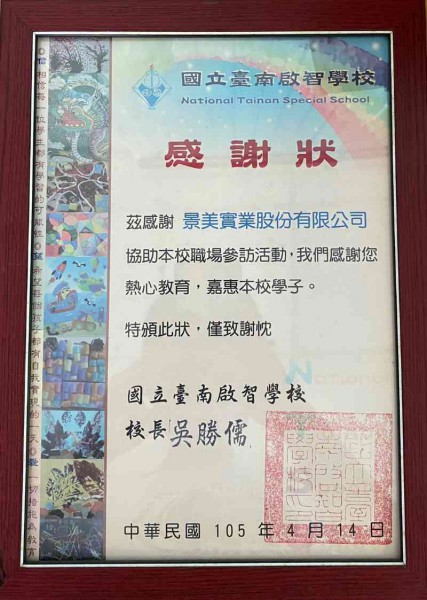 國立臺南啟智學校
National Tainan Special School
感謝狀
茲感謝 景美實業股份有限公司
協助本校職場參訪活動,我們感謝您
熱心教育,嘉惠本校學子。
特頒此狀,僅致謝忱
國立臺南啟智學校
校長 吳勝儒
中華民國 105 年 4 月 14 日